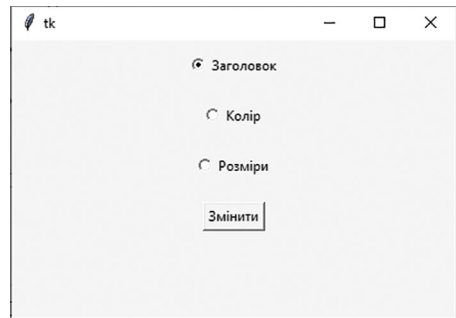 tk
Заголовок
Колір
Розміри
Змінити